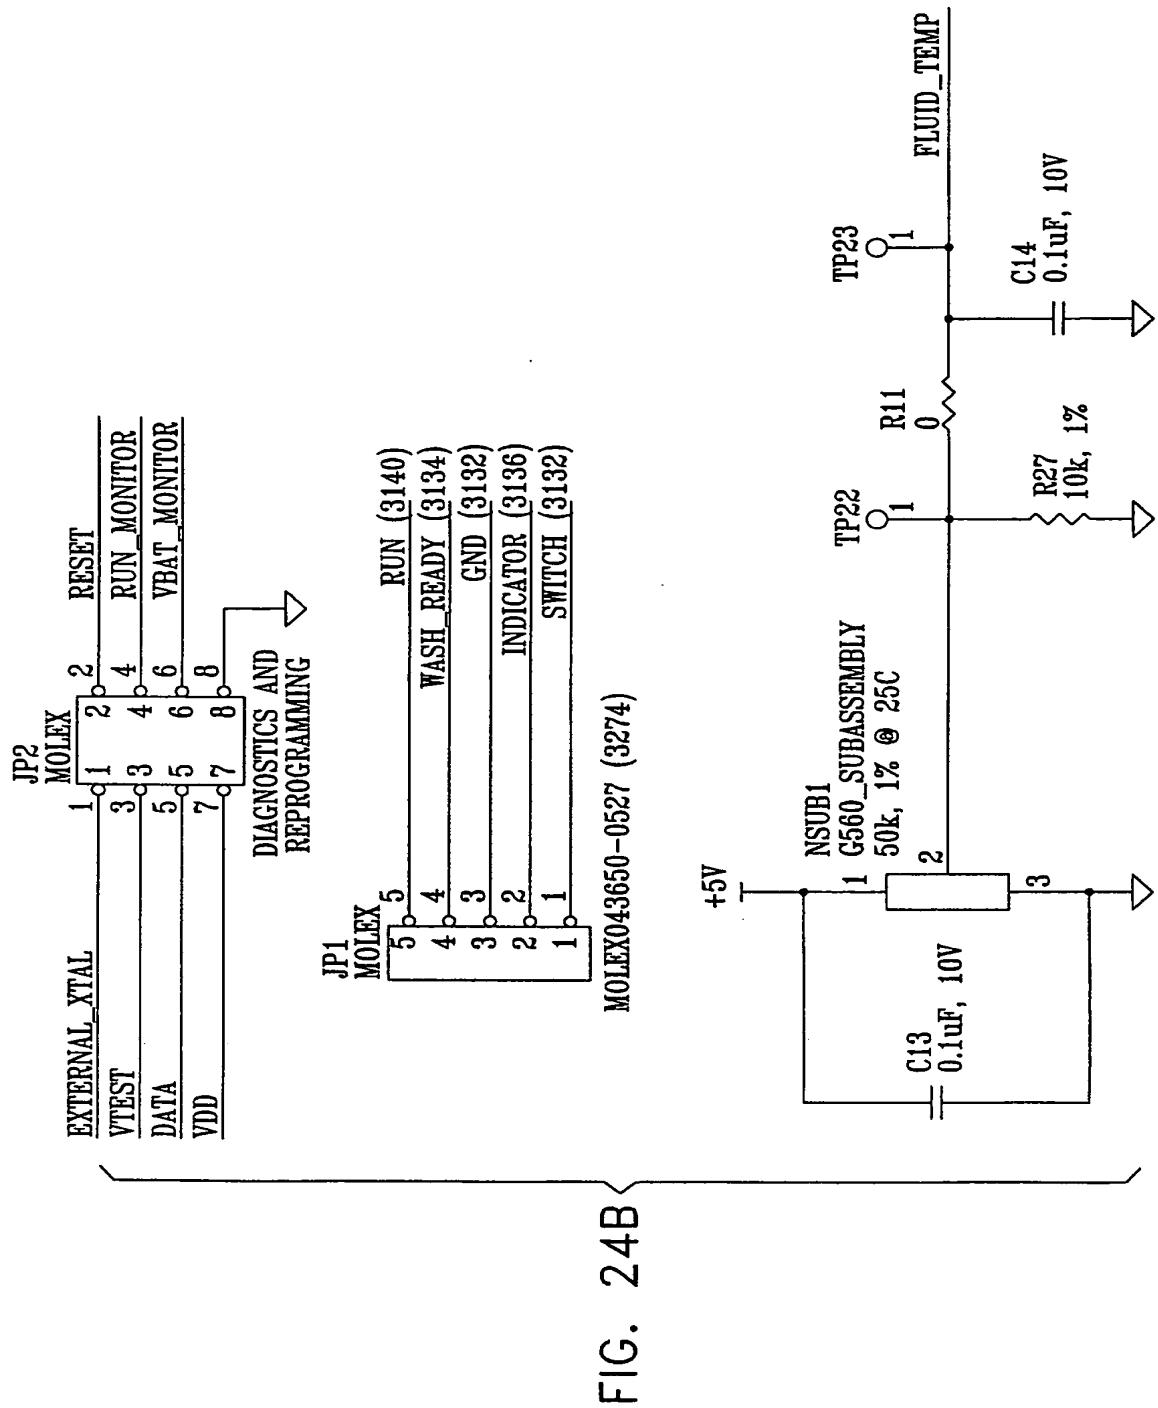 JP2
MOLEX
EXTERNAL_XTAL 1 1 2 2 RESET
VTEST 3 3 4 4 RUN_MONITOR
DATA 5 5 6 6 VBAT_MONITOR
VDD 7 7 8 8
DIAGNOSTICS AND
REPROGRAMMING
JP1
MOLEX
5 5 RUN (3140)
4 4 WASH_READY (3134)
3 3 GND (3132)
2 2 INDICATOR (3136)
1 1 SWITCH (3132)
MOLEX043650-0527 (3274)
+5V
NSUB1
G560_SUBASSEMBLY
50k, 1% @ 25C
1
2
3
C13
0.1uF, 10V
TP22
1
R27
10k, 1%
R11
0
TP23
1
C14
0.1uF, 10V
FLUID_TEMP
FIG. 24B